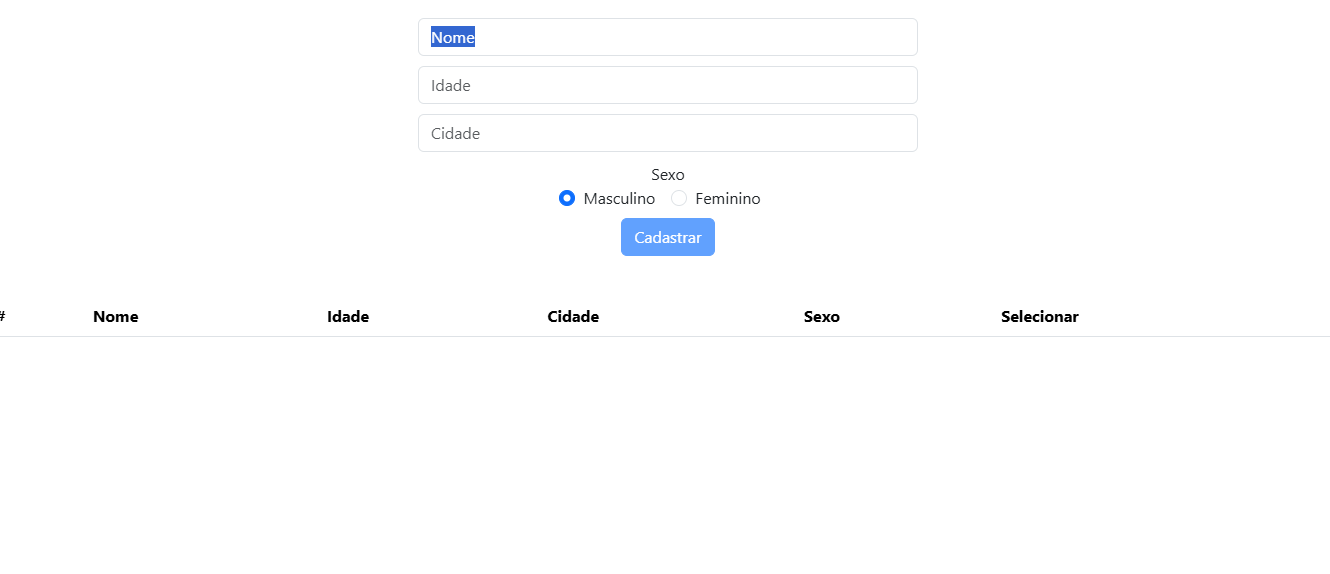 Nome
Idade
Cidade
Sexo
Masculino Feminino
Cadastrar
# Nome Idade Cidade Sexo Selecionar